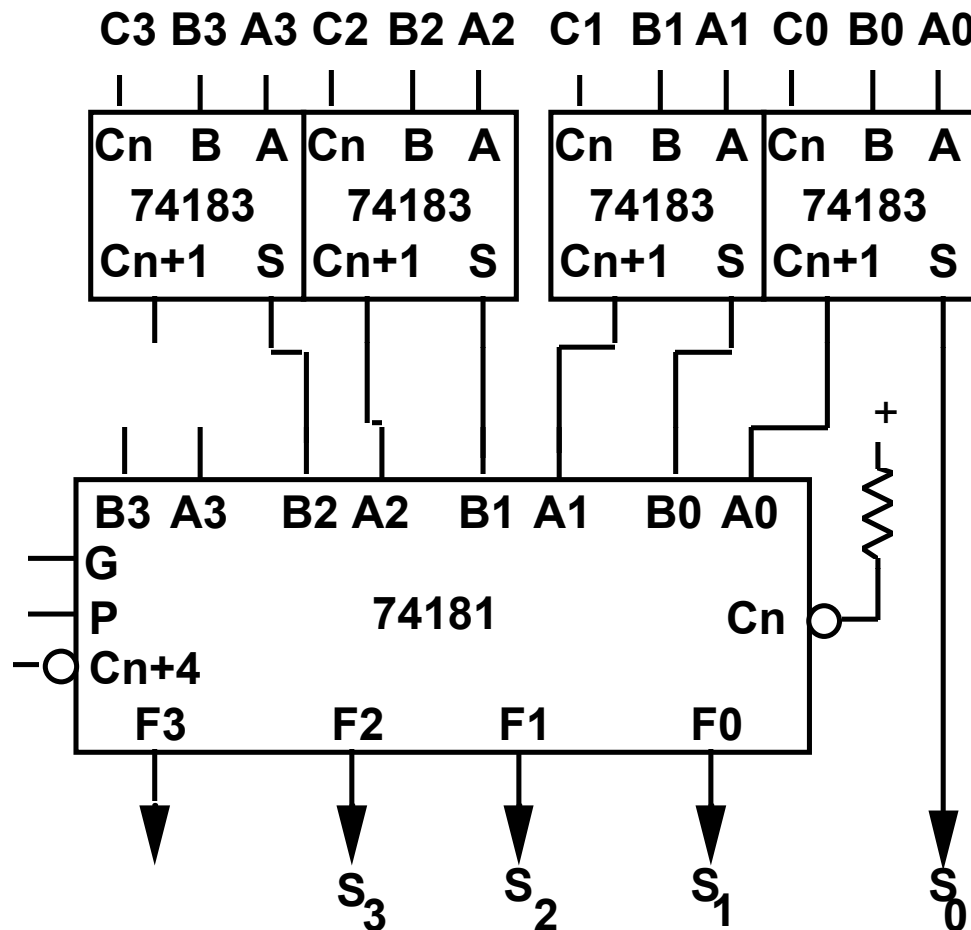 C3 B3 A3 C2 B2 A2 C1 B1 A1 C0 B0 A0
Cn B A Cn B A Cn B A Cn B A
74183 74183 74183 74183
Cn+1 S Cn+1 S Cn+1 S Cn+1 S
+
B3 A3 B2 A2 B1 A1 B0 A0
G
P 74181 Cn
Cn+4
F3 F2 F1 F0
S3 S2 S1 S0